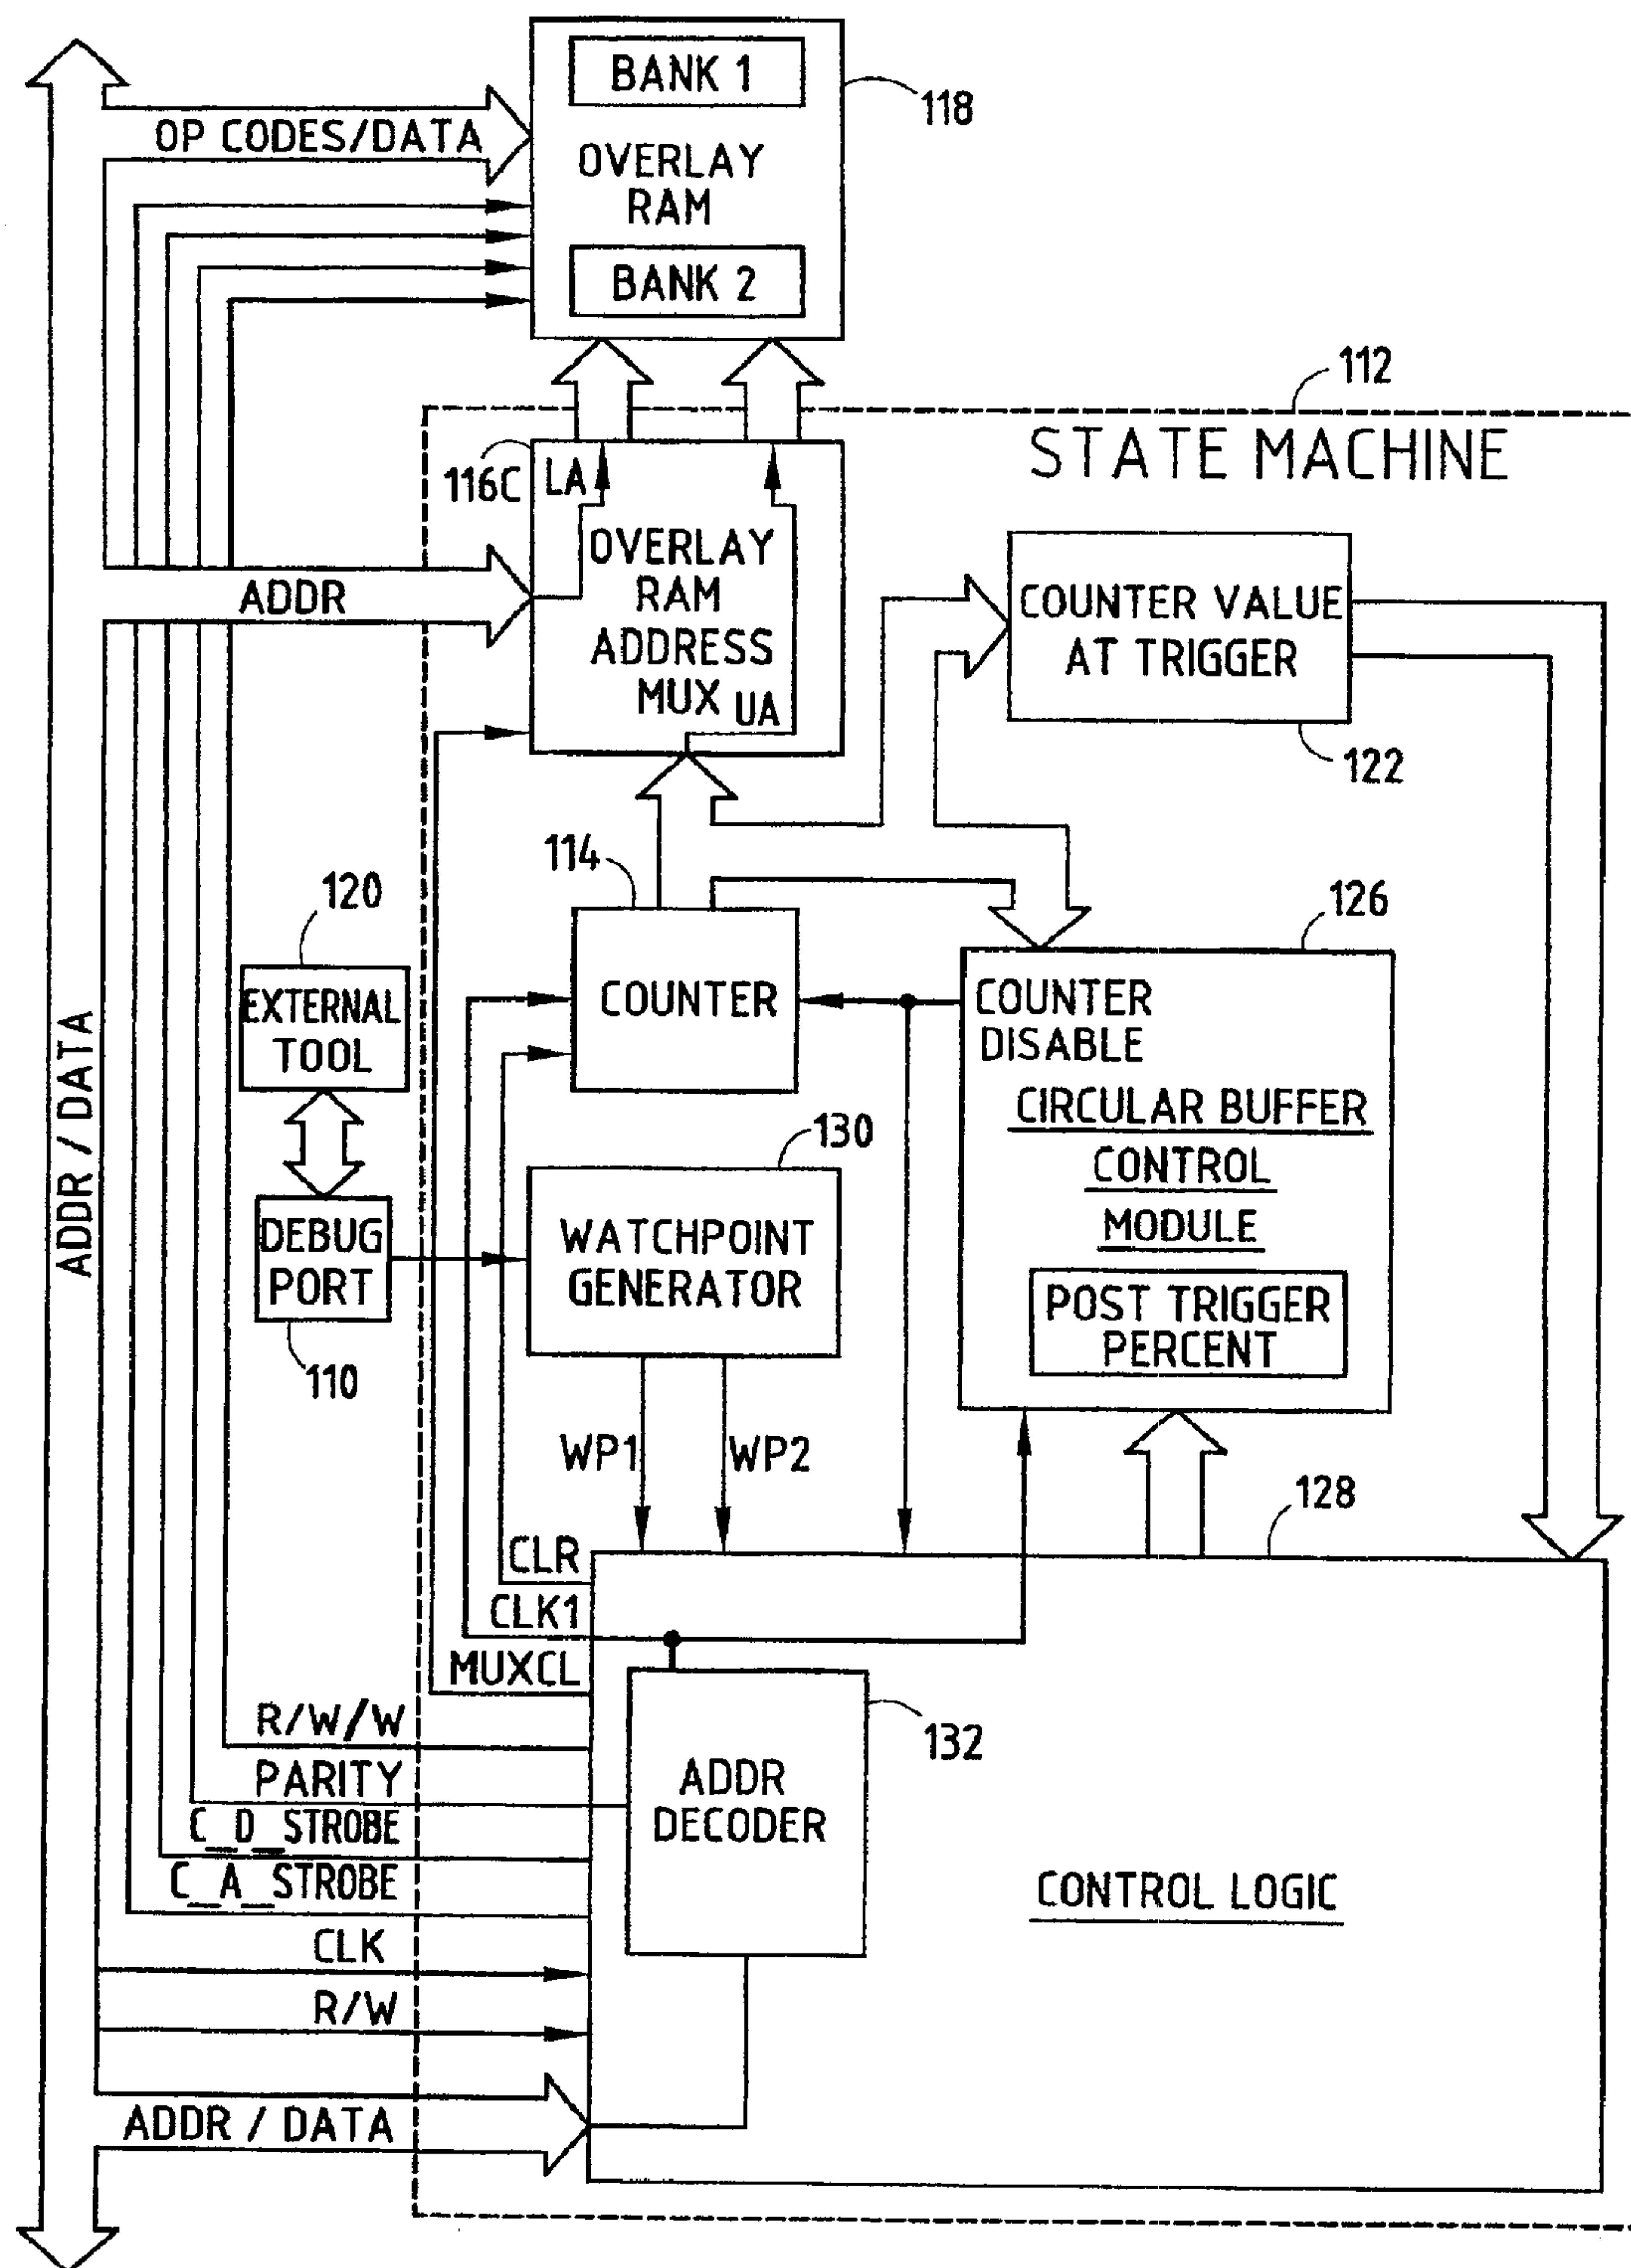 BANK 1
118
OP CODES/DATA
OVERLAY
RAM
BANK 2
112
STATE MACHINE
116C
LA
OVERLAY
RAM
ADDRESS
MUX
UA
ADDR
COUNTER VALUE
AT TRIGGER
122
114
120
126
EXTERNAL
TOOL
COUNTER
COUNTER
DISABLE
CIRCULAR BUFFER
CONTROL
MODULE
POST TRIGGER
PERCENT
ADDR / DATA
130
DEBUG
PORT
WATCHPOINT
GENERATOR
110
WP1
WP2
128
CLR
CLK1
MUXCL
R/W/W
132
PARITY
ADDR
DECODER
C_D_STROBE
C_A_STROBE
CONTROL LOGIC
CLK
R/W
ADDR / DATA